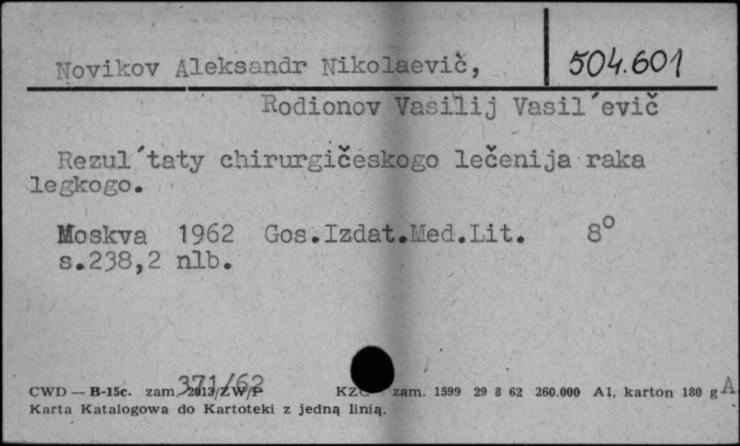 Novikov Aleksandr Nikolaevič, 504.601
Rodionov Vasilij Vasil´evič
Rezul´taty chirurgičeskogo lečenija raka
legkogo.
Moskva 1962 Gos.Izdat.Med.Lit. 8°
s.238,2 nlb.
371/62
CWD — B-15c. zam. 2013/ZW/P KZG zam. 1599 29 8 62 260.000 A1, karton 180 g A
Karta Katalogowa do Kartoteki z jedną linią.